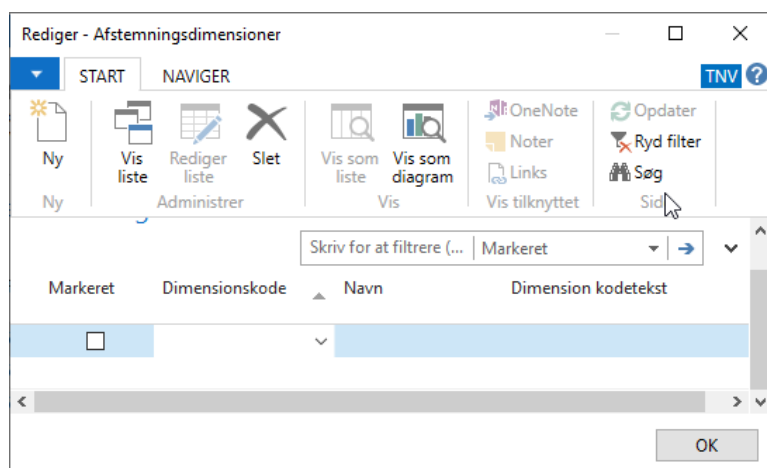 Rediger - Afstemningsdimensioner
START NAVIGER TNV ?
Ny
Vis liste
Rediger liste
Slet
Vis som liste
Vis som diagram
OneNote
Noter
Links
Opdater
Ryd filter
Søg
Ny Administrer Vis Vis tilknyttet
Skriv for at filtrere (... Markeret
Markeret Dimensionskode Navn Dimension kodetekst
OK